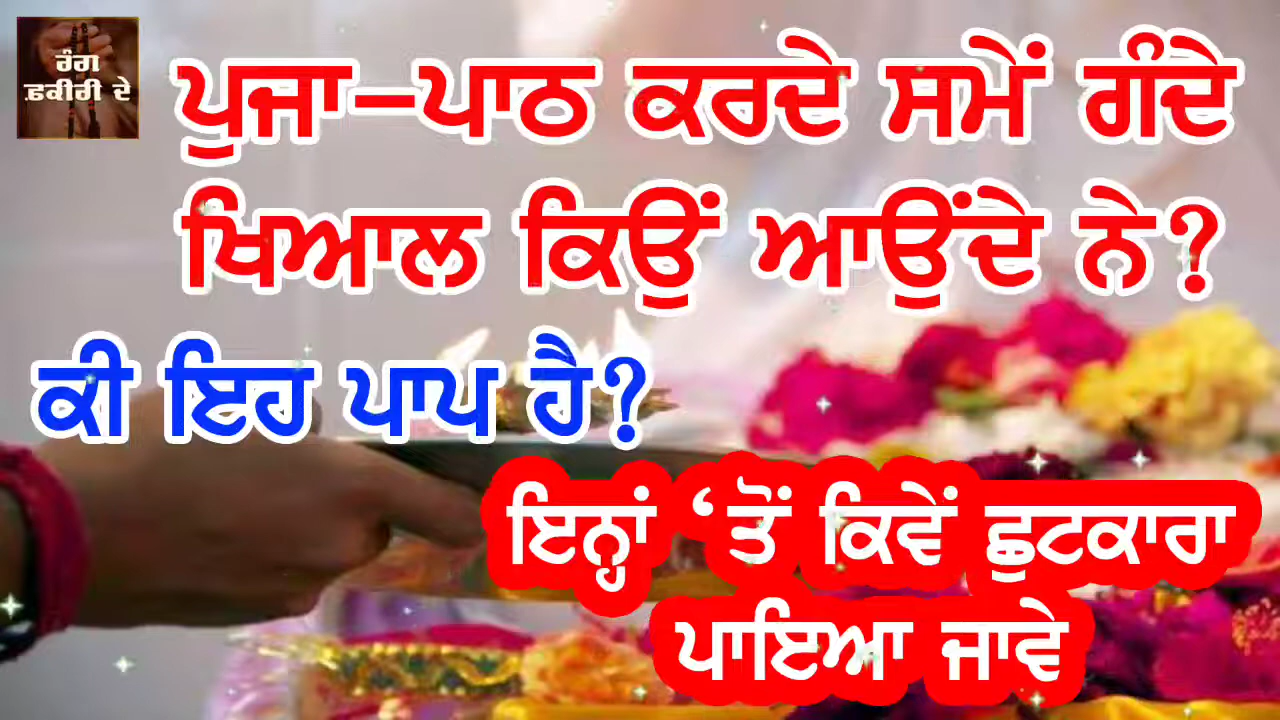 ਰੰਗ
ਫ਼ਕੀਰੀ ਦੇ
ਪੁਜਾ-ਪਾਠ ਕਰਦੇ ਸਮੇਂ ਗੰਦੇ
ਖਿਆਲ ਕਿਉਂ ਆਉਂਦੇ ਨੇ?
ਕੀ ਇਹ ਪਾਪ ਹੈ?
ਇਨ੍ਹਾਂ ‘ਤੋਂ ਕਿਵੇਂ ਛੁਟਕਾਰਾ
ਪਾਇਆ ਜਾਵੇ